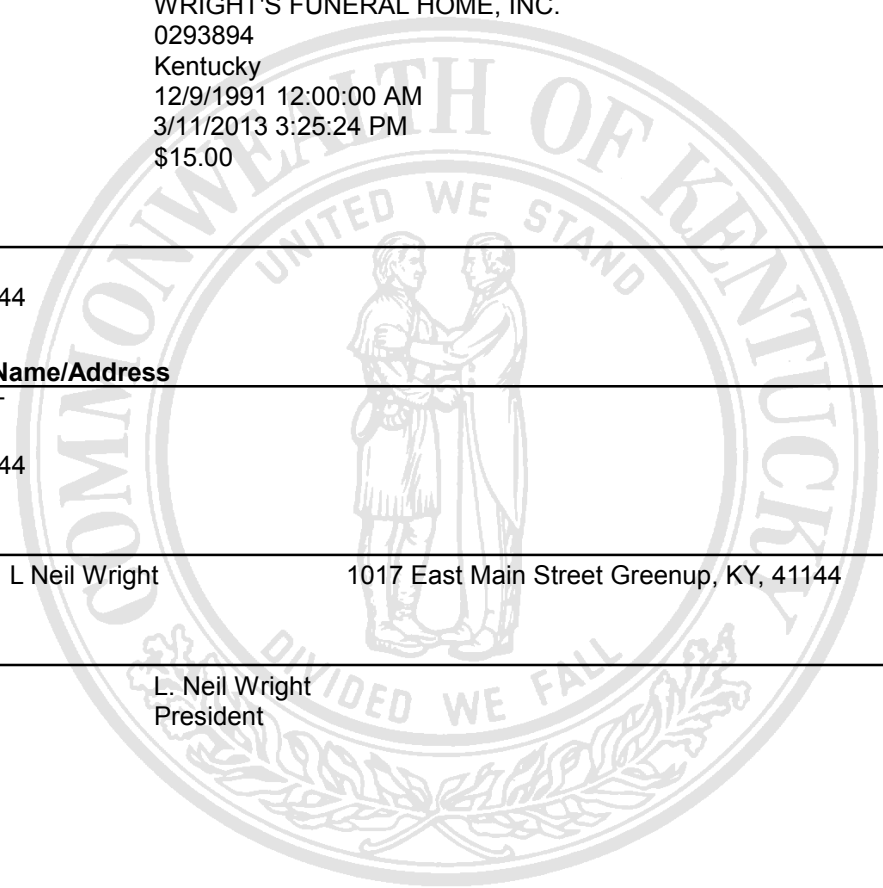 WRIGHT'S FUNERAL HOME, INC.
0293894
Kentucky
12/9/1991 12:00:00 AM
3/11/2013 3:25:24 PM
$15.00
COMMONWEALTH OF KENTUCKY
UNITED WE STAND
44
Name/Address
44
L Neil Wright 1017 East Main Street Greenup, KY, 41144
DIVIDED WE FALL
L. Neil Wright
President